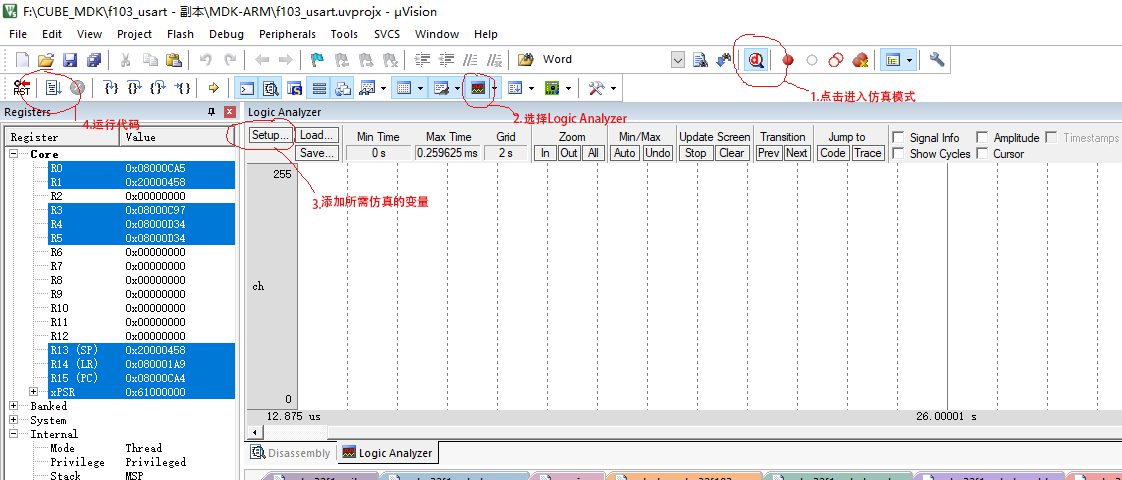 F:\CUBE_MDK\f103_usart - 副本\MDK-ARM\f103_usart.uvprojx - µVision
File Edit View Project Flash Debug Peripherals Tools SVCS Window Help
Word
RST
1.点击进入仿真模式
4.运行代码
2.选择Logic Analyzer
Registers
Logic Analyzer
Register Value
Setup... Load... Min Time Max Time Grid Zoom Min/Max Update Screen Transition Jump to Signal Info Amplitude Timestamps
Save... 0 s 0.259625 ms 2 s In Out All Auto Undo Stop Clear Prev Next Code Trace Show Cycles Cursor
Core
R0 0x08000CA5
R1 0x20000458
R2 0x00000000
R3 0x08000C97
R4 0x08000D34
R5 0x08000D34
R6 0x00000000
R7 0x00000000
R8 0x00000000
R9 0x00000000
R10 0x00000000
R11 0x00000000
R12 0x00000000
R13 (SP) 0x20000458
R14 (LR) 0x080001A9
R15 (PC) 0x08000CA4
xPSR 0x61000000
Banked
System
Internal
Mode Thread
Privilege Privileged
Stack MSP
255
3.添加所需仿真的变量
ch
0
12.875 us 26.00001 s
Disassembly Logic Analyzer